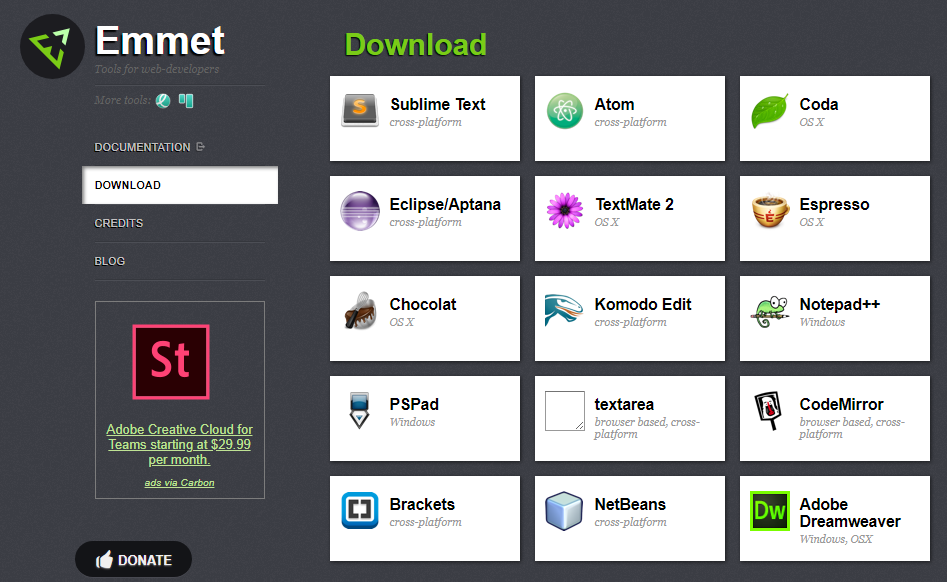 Emmet
Tools for web-developers
More tools:
DOCUMENTATION
DOWNLOAD
CREDITS
BLOG
St
Adobe Creative Cloud for
Teams starting at $29.99
per month.
ads via Carbon
DONATE
Download
S
Sublime Text
cross-platform
Atom
cross-platform
Coda
OS X
Eclipse/Aptana
cross-platform
TextMate 2
OS X
Espresso
OS X
Chocolat
OS X
Komodo Edit
cross-platform
Notepad++
Windows
PSPad
Windows
textarea
browser based, cross-
platform
CodeMirror
browser based, cross-
platform
Brackets
cross-platform
NetBeans
cross-platform
Dw
Adobe
Dreamweaver
Windows, OSX